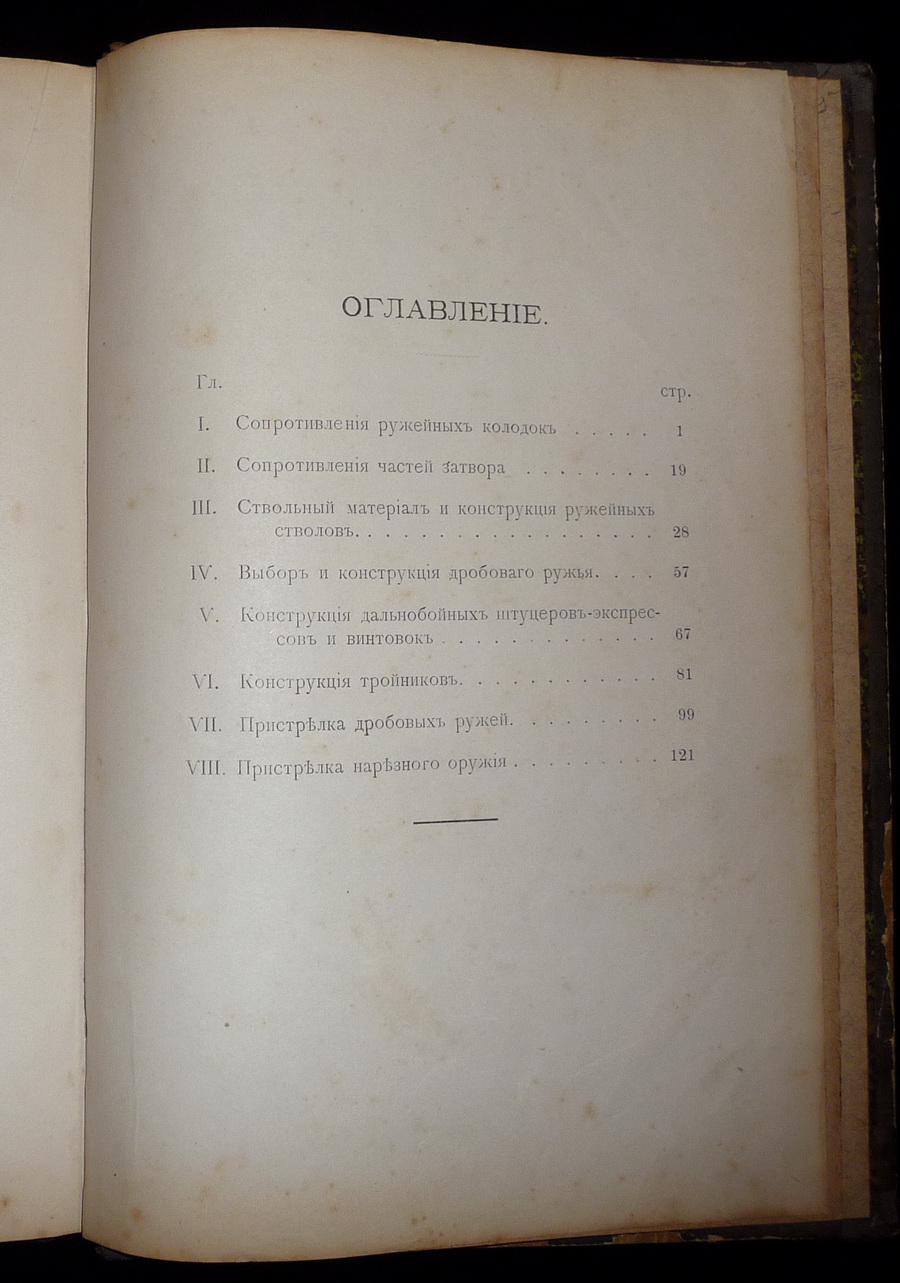 ОГЛАВЛЕНІЕ.
Гл.
стр.
I. Сопротивленія ружейныхъ колодокъ . . . . . 1
II. Сопротивленія частей затвора . . . . . . . . 19
III. Ствольный матеріалъ и конструкція ружейныхъ
стволовъ. . . . . . . . . . . . . . . . . . 28
IV. Выборъ и конструкція дробоваго ружья. . . . 57
V. Конструкція дальнобойныхъ штуцеровъ-экспрес-
совъ и винтовокъ . . . . . . . . . . . . . 67
VI. Конструкція тройниковъ. . . . . . . . . . . . 81
VII. Пристрѣлка дробовыхъ ружей. . . . . . . . . 99
VIII. Пристрѣлка нарѣзного оружія . . . . . . . . . 121